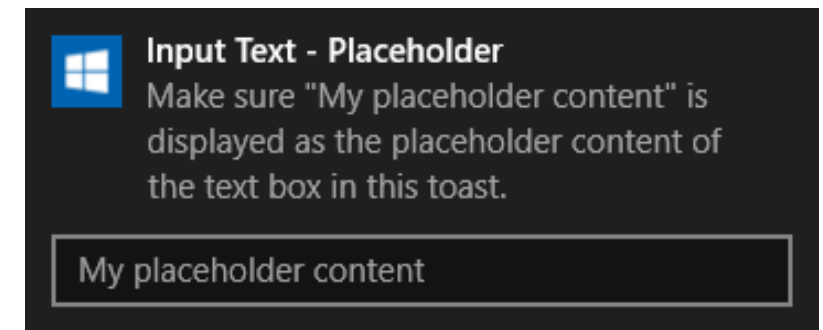 Input Text - Placeholder
Make sure "My placeholder content" is
displayed as the placeholder content of
the text box in this toast.
My placeholder content